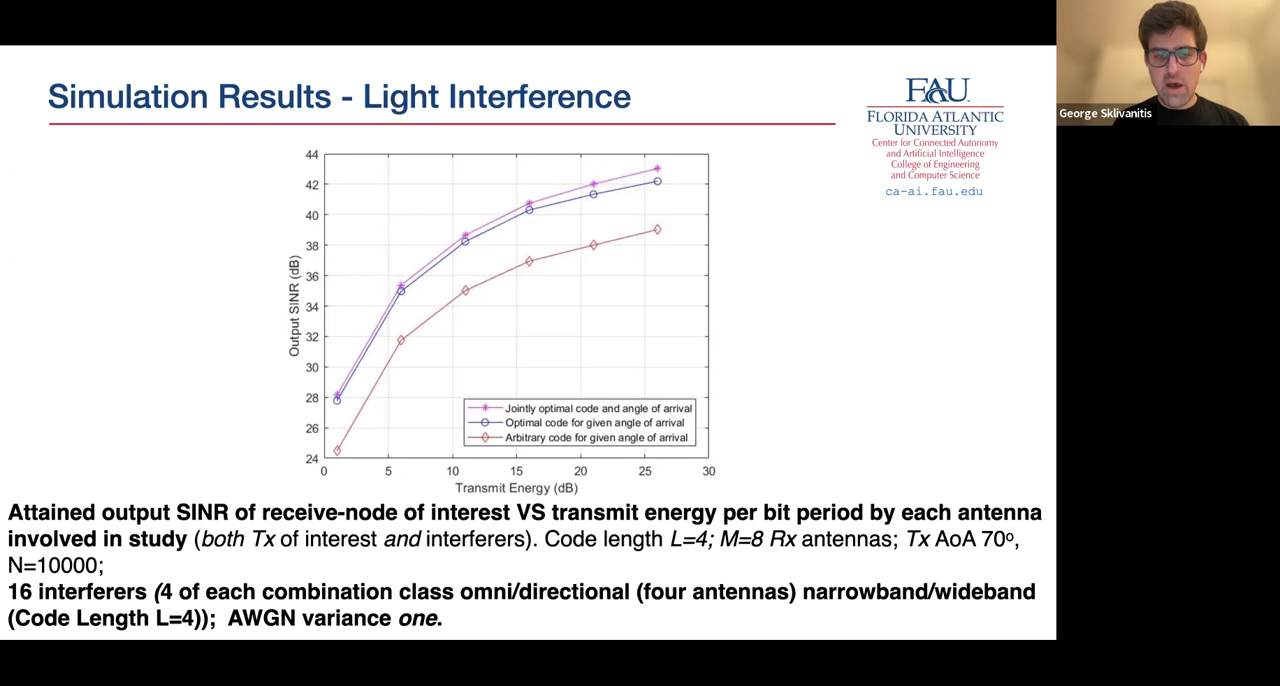 Simulation Results - Light Interference
FAU
FLORIDA ATLANTIC
UNIVERSITY
Center for Connected Autonomy
and Artificial Intelligence
College of Engineering
and Computer Science
ca-ai.fau.edu
George Sklivanitis
44
42
40
38
36
34
32
30
28
26
24
Output SINR (dB)
Jointly optimal code and angle of arrival
Optimal code for given angle of arrival
Arbitrary code for given angle of arrival
0 5 10 15 20 25 30
Transmit Energy (dB)
Attained output SINR of receive-node of interest VS transmit energy per bit period by each antenna
involved in study (both Tx of interest and interferers). Code length L=4; M=8 Rx antennas; Tx AoA 70º,
N=10000;
16 interferers (4 of each combination class omni/directional (four antennas) narrowband/wideband
(Code Length L=4)); AWGN variance one.